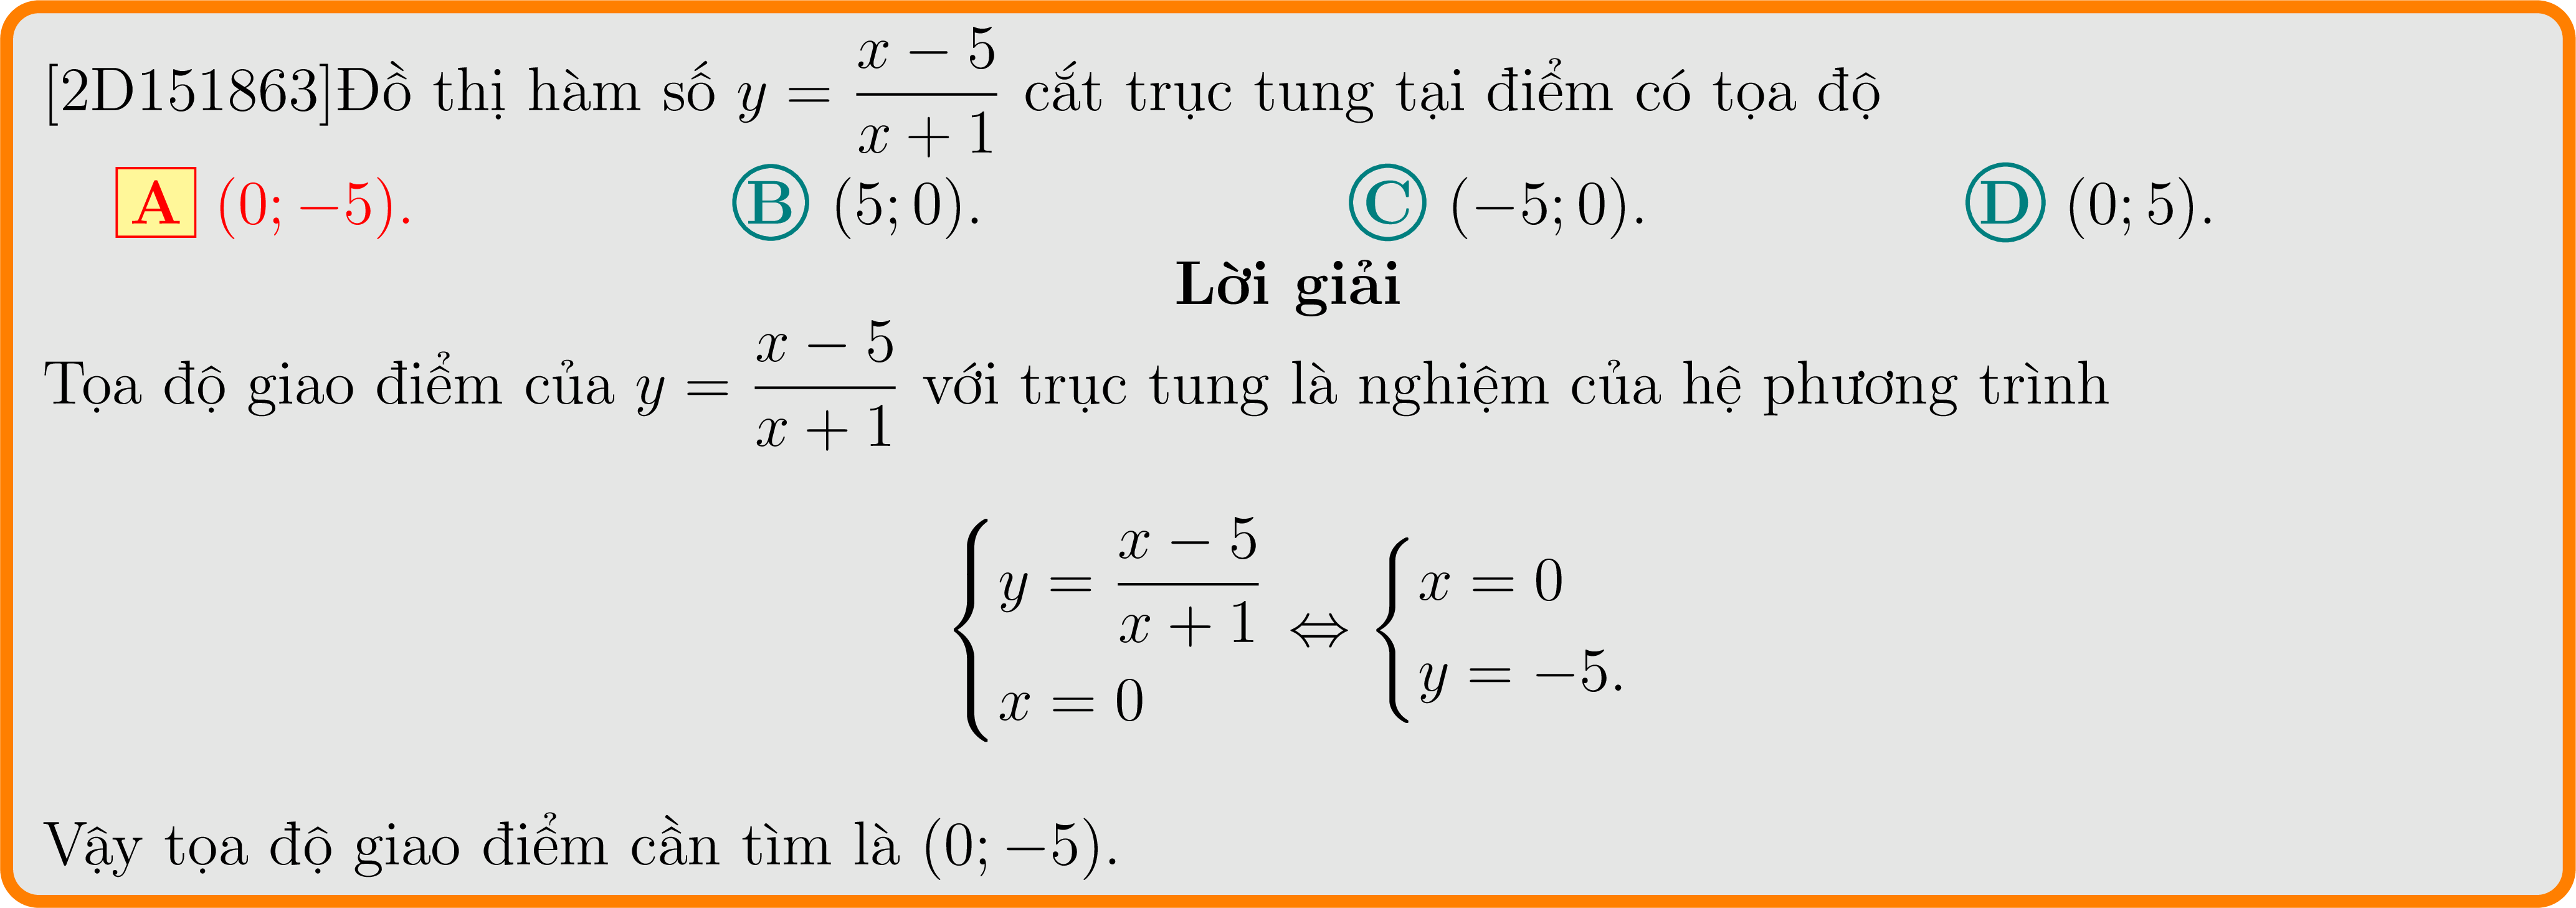 [2D151863]Đồ thị hàm số $y = \dfrac{x-5}{x+1}$ cắt trục tung tại điểm có tọa độ
A (0; −5). B (5; 0). C (−5; 0). D (0; 5).
Lời giải
Tọa độ giao điểm của $y = \dfrac{x-5}{x+1}$ với trục tung là nghiệm của hệ phương trình
$\begin{cases} y = \dfrac{x-5}{x+1} \\ x = 0 \end{cases} \Leftrightarrow \begin{cases} x = 0 \\ y = -5. \end{cases}$
Vậy tọa độ giao điểm cần tìm là (0; −5).